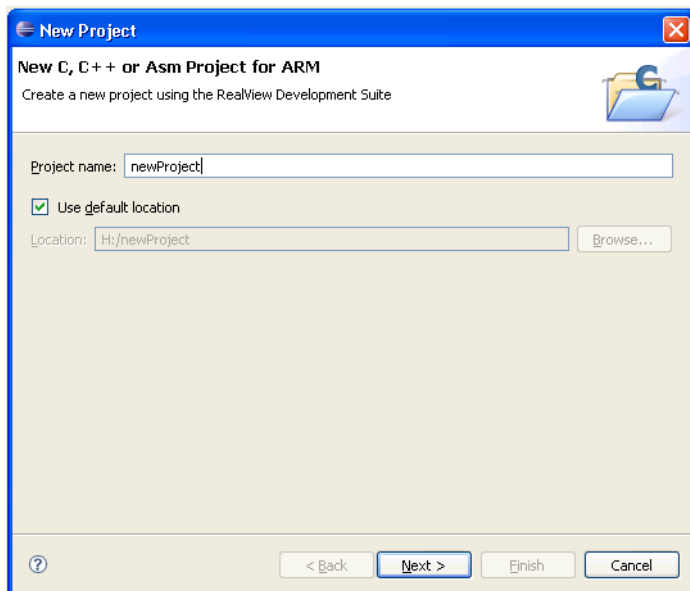 New Project
New C, C++ or Asm Project for ARM
Create a new project using the RealView Development Suite
Project name: newProject
Use default location
Location: H:/newProject Browse...
? < Back Next > Finish Cancel